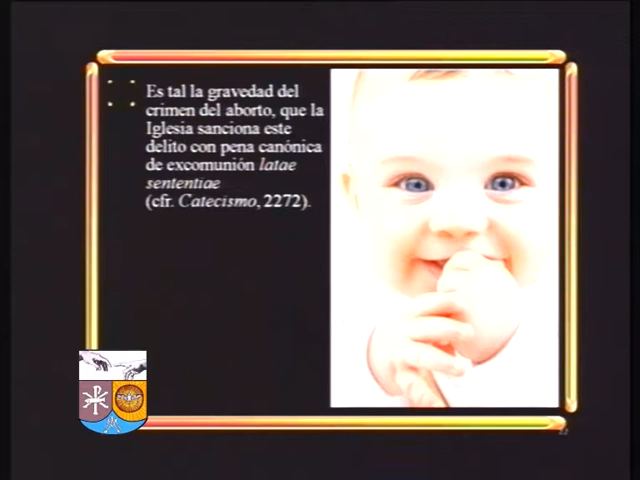 Es tal la gravedad del
crimen del aborto, que la
Iglesia sanciona este
delito con pena canónica
de excomunión latae
sententiae
(cfr. Catecismo, 2272).